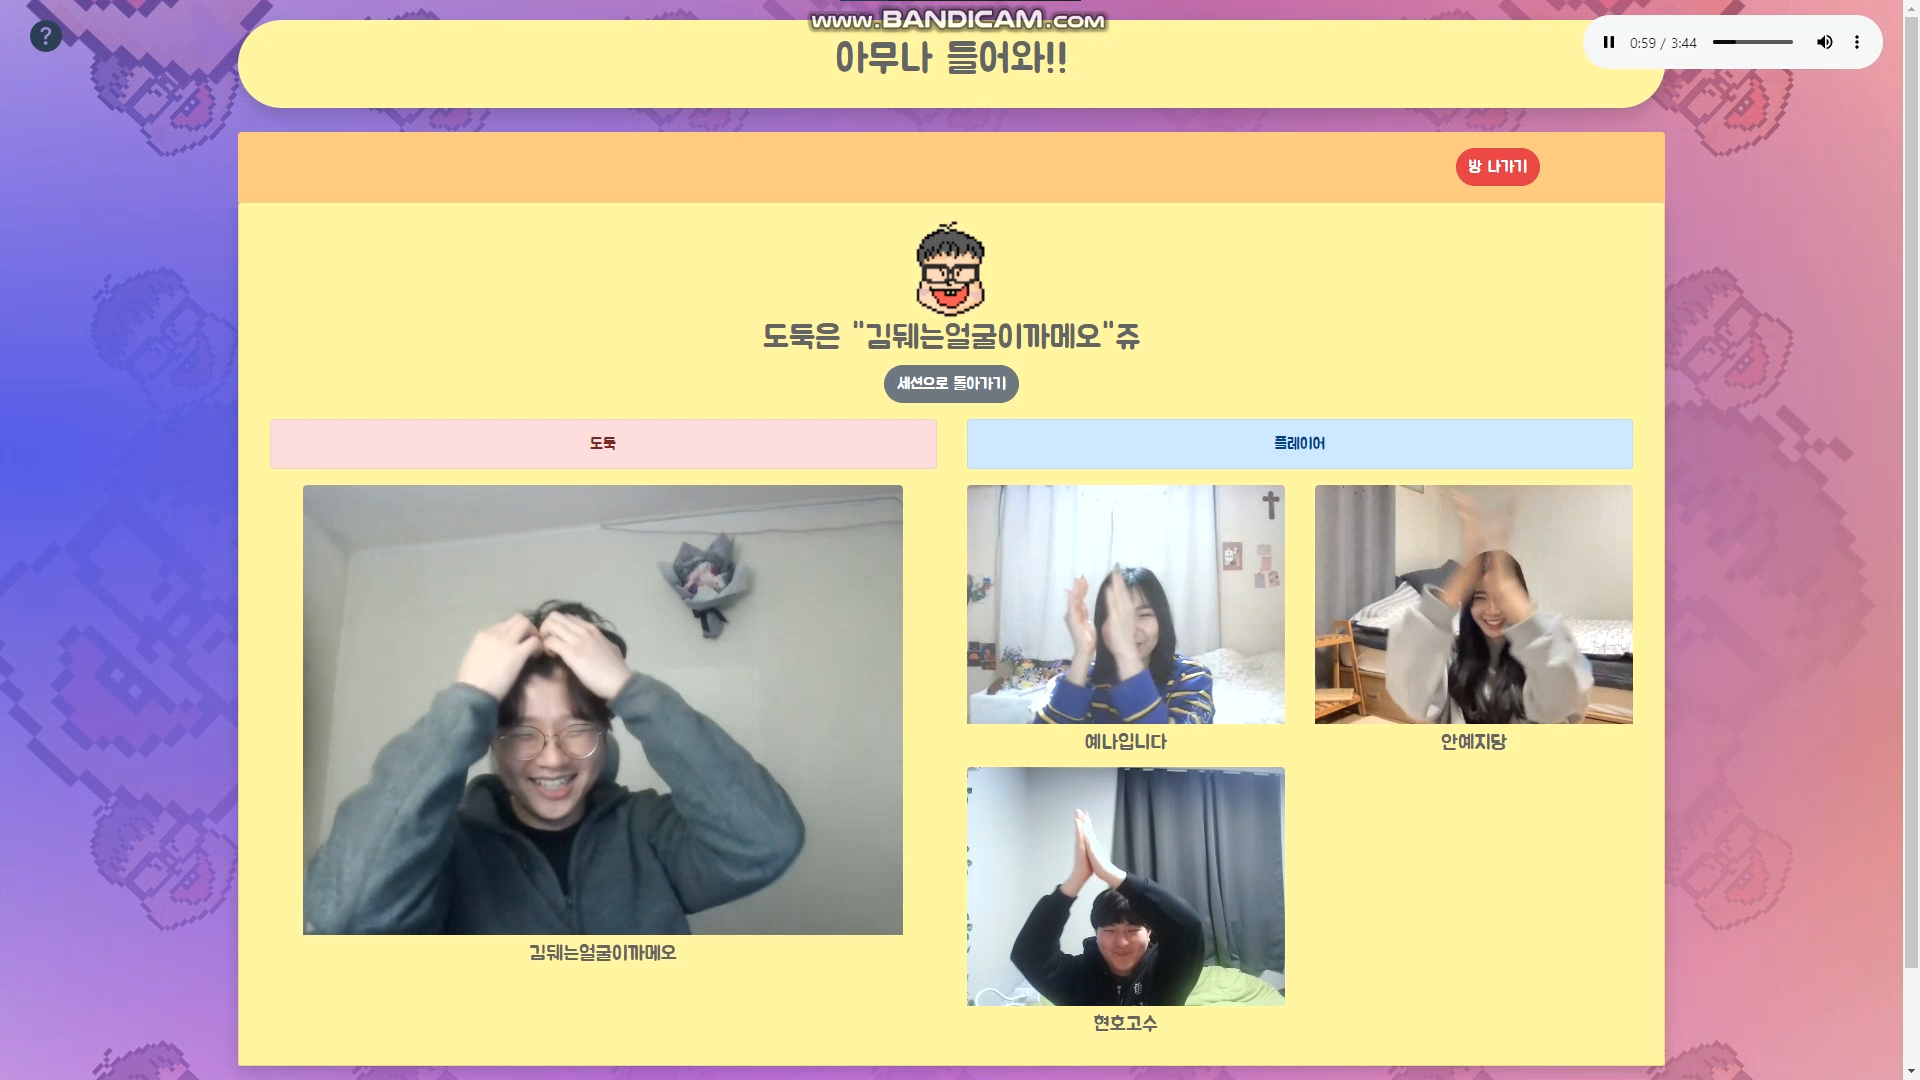 www.BANDICAM.com
?
아무나 들어와!!
0:59 / 3:44
방 나가기
도둑은 "김뒈는얼굴이까메오"쥬
세션으로 돌아가기
도둑
플레이어
예나입니다
안예지당
김뒈는얼굴이까메오
현호고수